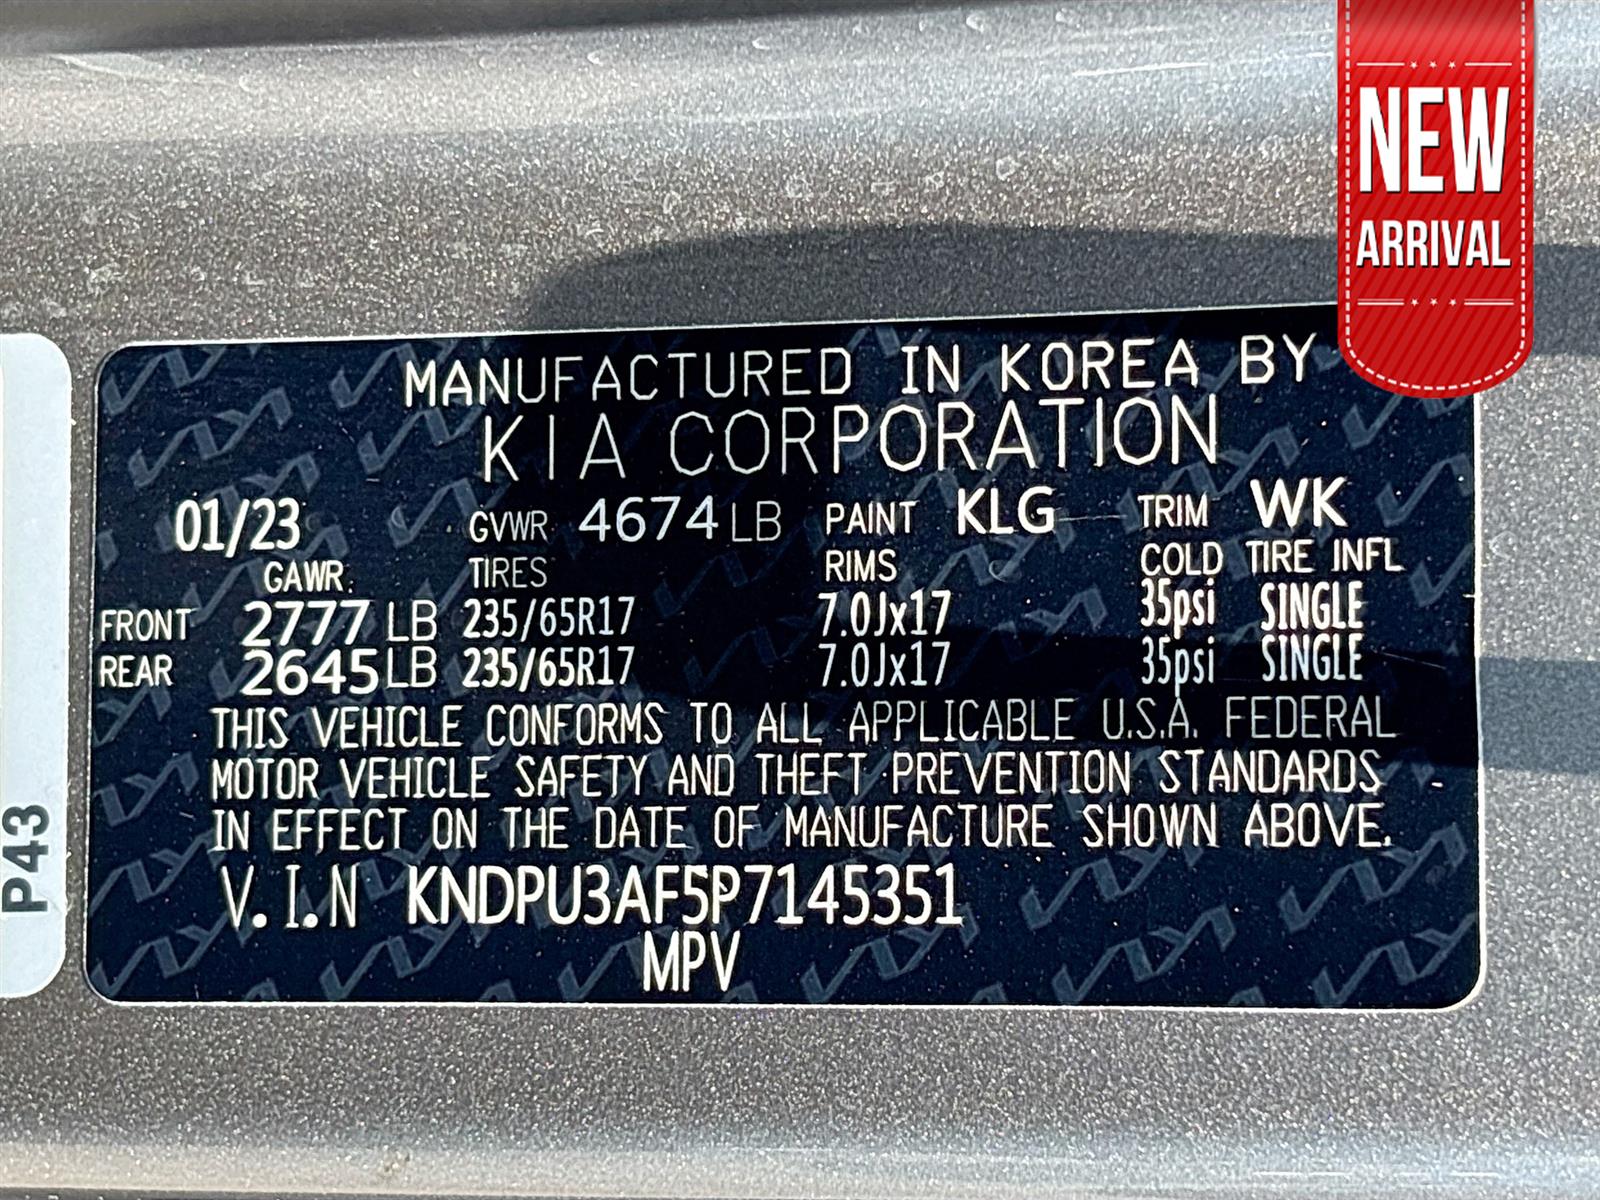 NEW
ARRIVAL
MANUFACTURED IN KOREA BY
KIA CORPORATION
01/23 GVWR 4674LB PAINT KLG TRIM WK
GAWR TIRES RIMS COLD TIRE INFL
FRONT 2777 LB 235/65R17 7.0Jx17 35psi SINGLE
REAR 2645LB 235/65R17 7.0Jx17 35psi SINGLE
THIS VEHICLE CONFORMS TO ALL APPLICABLE U.S.A. FEDERAL
MOTOR VEHICLE SAFETY AND THEFT PREVENTION STANDARDS
IN EFFECT ON THE DATE OF MANUFACTURE SHOWN ABOVE.
V.I.N KNDPU3AF5P7145351
MPV
P43